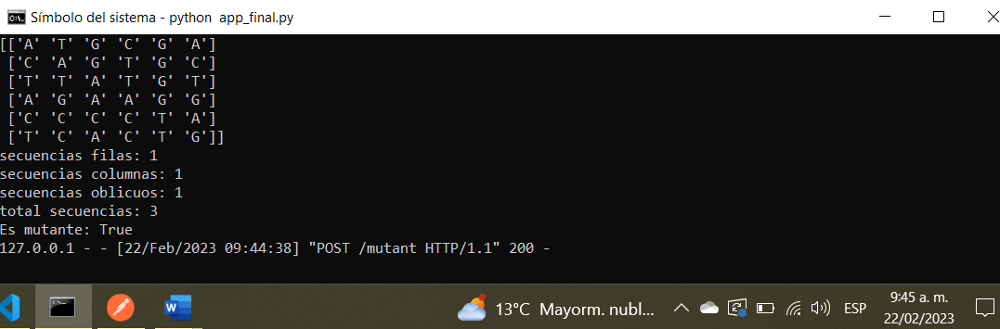 Símbolo del sistema - python  app_final.py
[['A' 'T' 'G' 'C' 'G' 'A']
 ['C' 'A' 'G' 'T' 'G' 'C']
 ['T' 'T' 'A' 'T' 'G' 'T']
 ['A' 'G' 'A' 'A' 'G' 'G']
 ['C' 'C' 'C' 'C' 'T' 'A']
 ['T' 'C' 'A' 'C' 'T' 'G']]
secuencias filas: 1
secuencias columnas: 1
secuencias oblicuos: 1
total secuencias: 3
Es mutante: True
127.0.0.1 - - [22/Feb/2023 09:44:38] "POST /mutant HTTP/1.1" 200 -
13°C Mayorm. nubl...
ESP
9:45 a. m.
22/02/2023